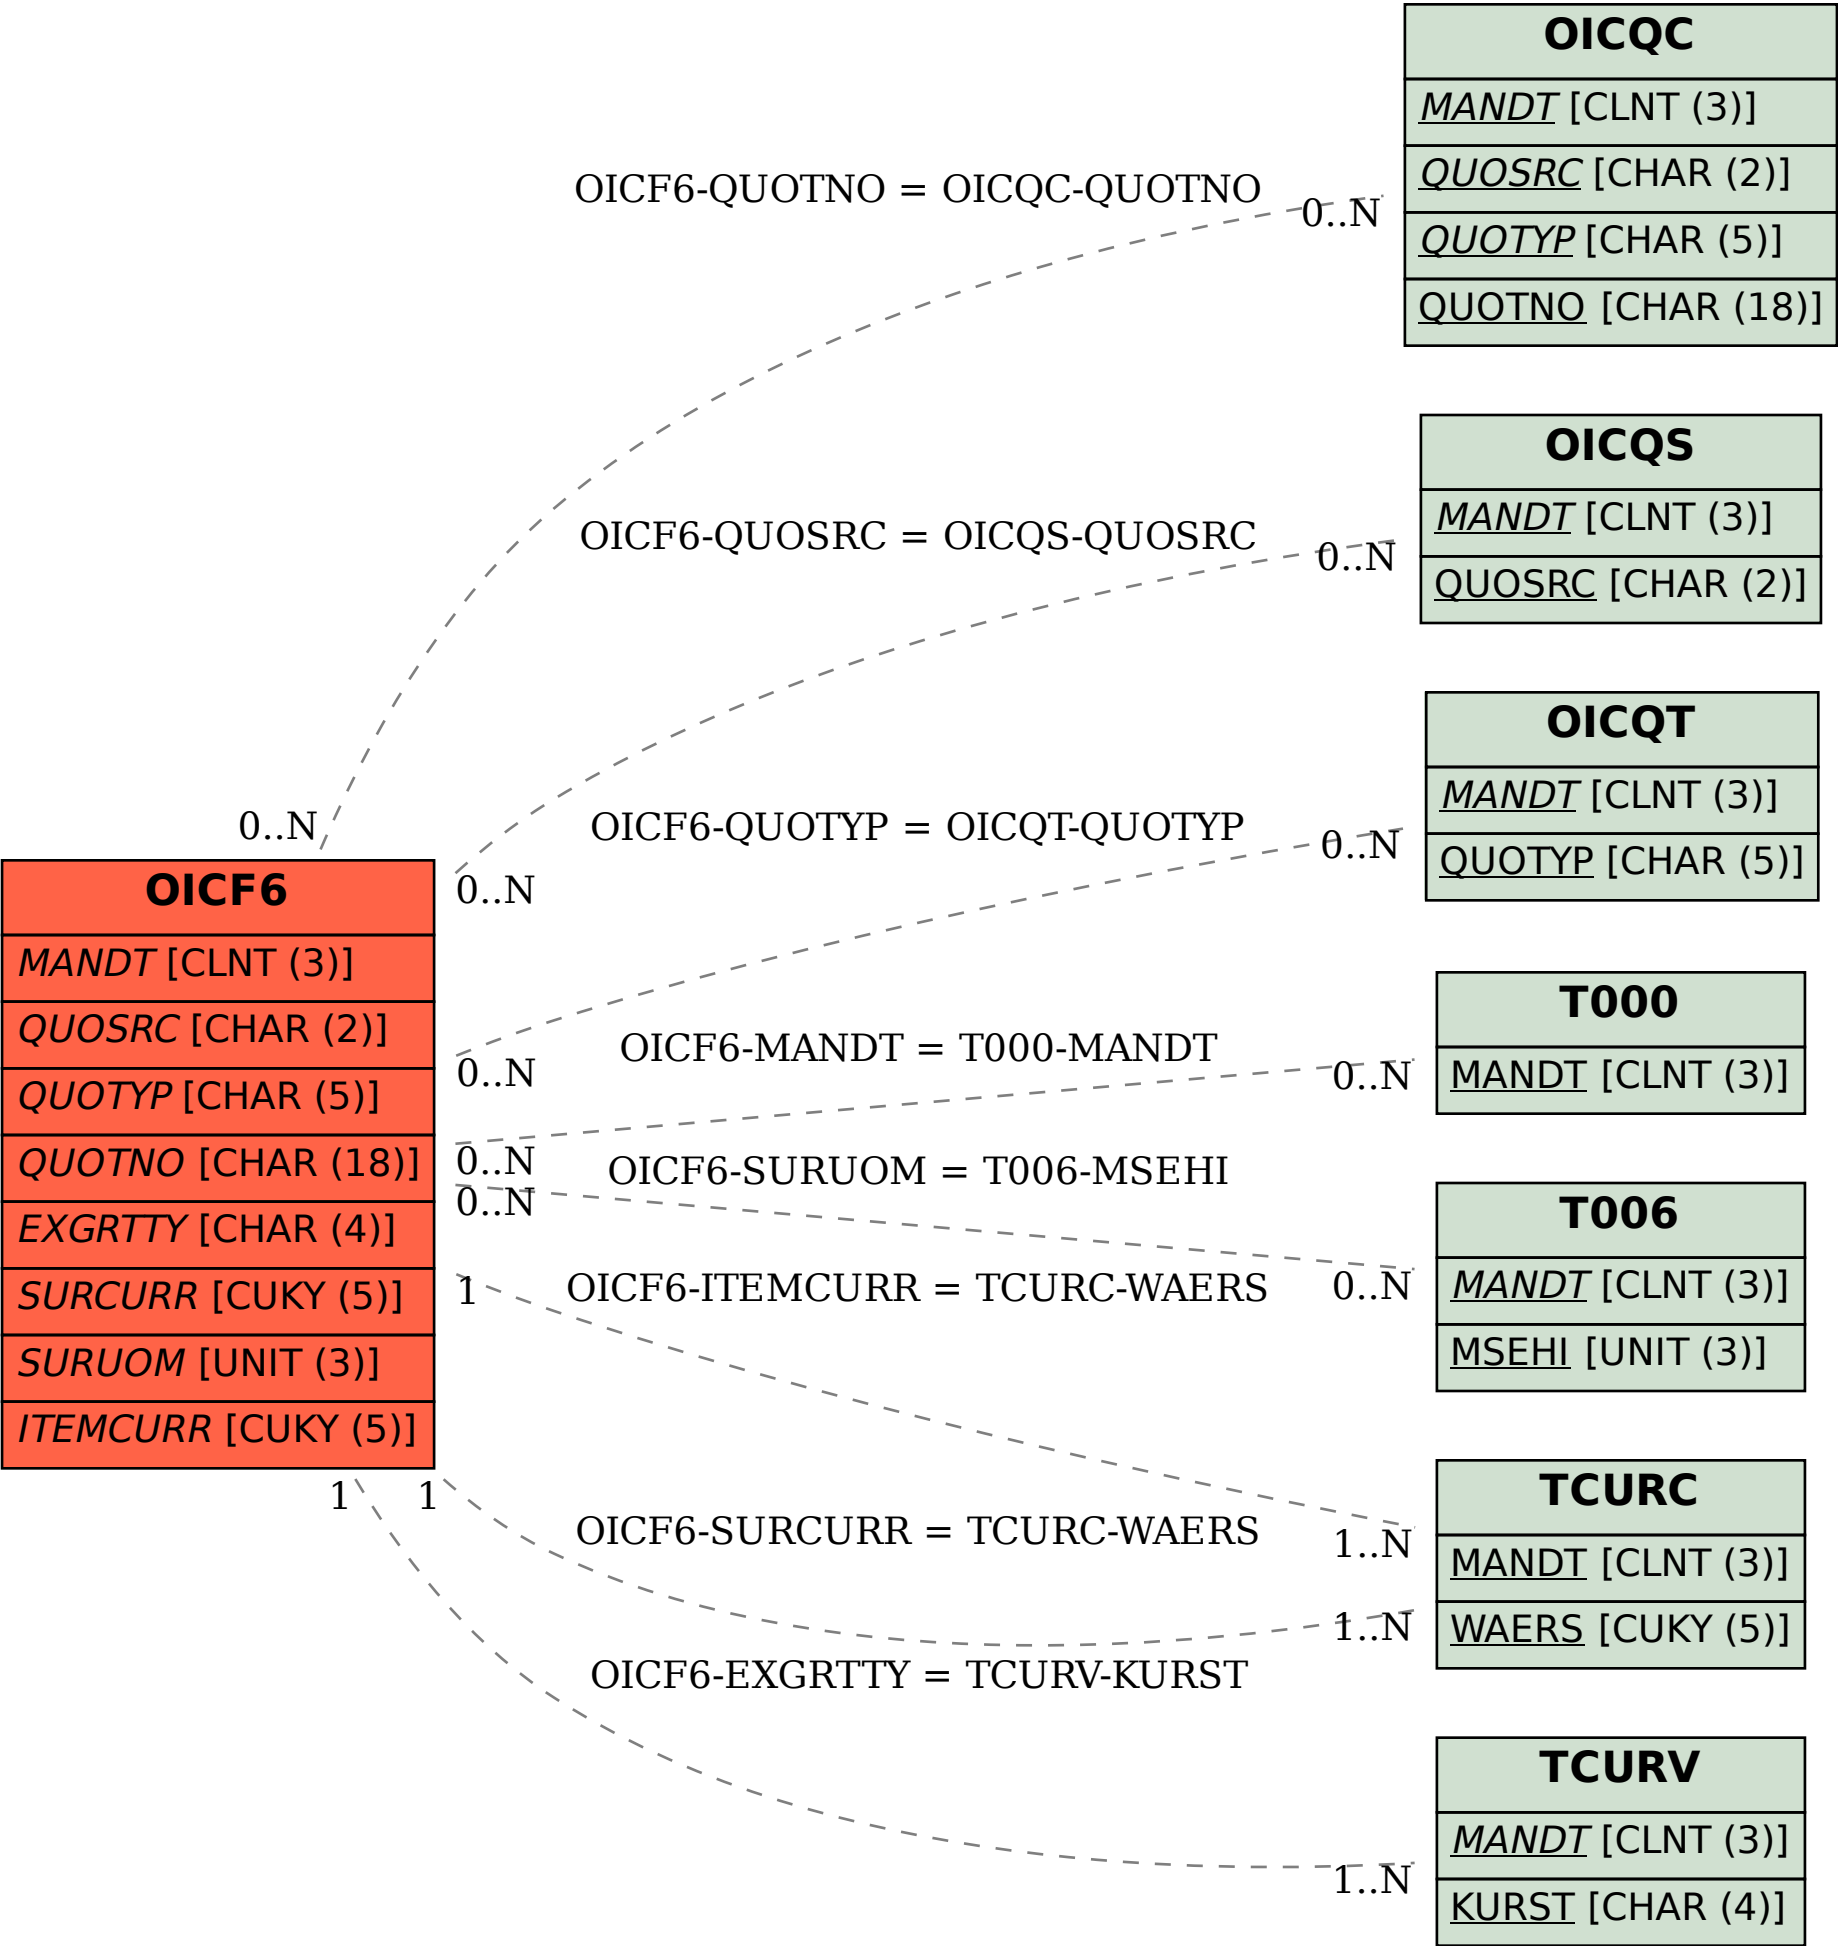 OICQC
MANDT [CLNT (3)]
QUOSRC [CHAR (2)]
QUOTYP [CHAR (5)]
QUOTNO [CHAR (18)]
OICF6-QUOTNO = OICQC-QUOTNO
0..N
0..N
OICQS
MANDT [CLNT (3)]
QUOSRC [CHAR (2)]
OICF6-QUOSRC = OICQS-QUOSRC
0..N
0..N
OICQT
MANDT [CLNT (3)]
QUOTYP [CHAR (5)]
OICF6-QUOTYP = OICQT-QUOTYP
0..N
0..N
OICF6
MANDT [CLNT (3)]
QUOSRC [CHAR (2)]
QUOTYP [CHAR (5)]
QUOTNO [CHAR (18)]
EXGRTTY [CHAR (4)]
SURCURR [CUKY (5)]
SURUOM [UNIT (3)]
ITEMCURR [CUKY (5)]
T000
MANDT [CLNT (3)]
OICF6-MANDT = T000-MANDT
0..N
0..N
T006
MANDT [CLNT (3)]
MSEHI [UNIT (3)]
OICF6-SURUOM = T006-MSEHI
0..N
0..N
OICF6-ITEMCURR = TCURC-WAERS
1
1..N
TCURC
MANDT [CLNT (3)]
WAERS [CUKY (5)]
OICF6-SURCURR = TCURC-WAERS
1
1..N
OICF6-EXGRTTY = TCURV-KURST
1
1..N
TCURV
MANDT [CLNT (3)]
KURST [CHAR (4)]